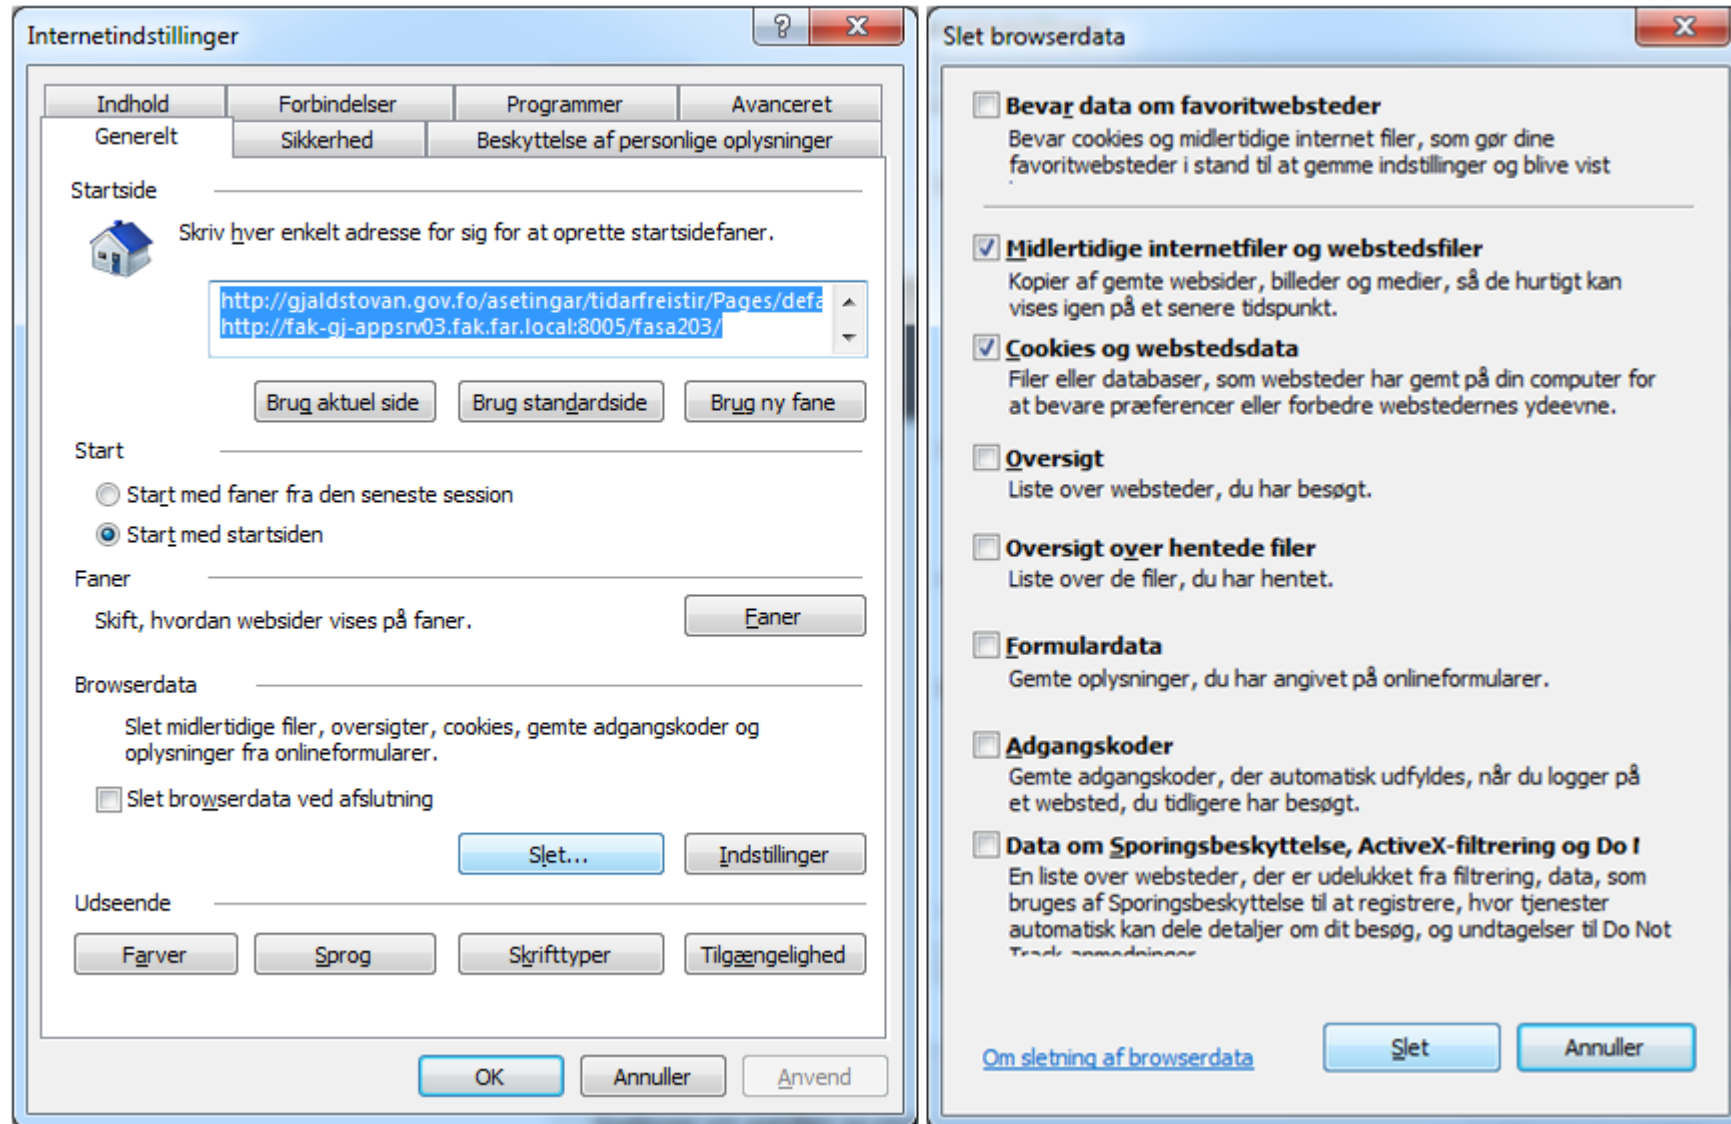 Internetindstillinger
Indhold Forbindelser Programmer Avanceret
Generelt Sikkerhed Beskyttelse af personlige oplysninger
Startside
Skriv hver enkelt adresse for sig for at oprette startsidefaner.
http://gjaldstovan.gov.fo/asetingar/tidarfreistir/Pages/defa
http://fak-gj-appsrv03.fak.far.local:8005/fasa203/
Brug aktuel side Brug standardside Brug ny fane
Start
Start med faner fra den seneste session
Start med startsiden
Faner
Skift, hvordan websider vises på faner. Faner
Browserdata
Slet midlertidige filer, oversigter, cookies, gemte adgangskoder og
oplysninger fra onlineformularer.
Slet browserdata ved afslutning
Slet... Indstillinger
Udseende
Farver Sprog Skrifttyper Tilgængelighed
OK Annuller Anvend
Slet browserdata
Bevar data om favoritwebsteder
Bevar cookies og midlertidige internet filer, som gør dine
favoritwebsteder i stand til at gemme indstillinger og blive vist
Midlertidige internetfiler og webstedsfiler
Kopier af gemte websider, billeder og medier, så de hurtigt kan
vises igen på et senere tidspunkt.
Cookies og webstedsdata
Filer eller databaser, som websteder har gemt på din computer for
at bevare præferencer eller forbedre webstedernes ydeevne.
Oversigt
Liste over websteder, du har besøgt.
Oversigt over hentede filer
Liste over de filer, du har hentet.
Formulardata
Gemte oplysninger, du har angivet på onlineformularer.
Adgangskoder
Gemte adgangskoder, der automatisk udfyldes, når du logger på
et websted, du tidligere har besøgt.
Data om Sporingsbeskyttelse, ActiveX-filtrering og Do
En liste over websteder, der er udelukket fra filtrering, data, som
bruges af Sporingsbeskyttelse til at registrere, hvor tjenester
automatisk kan dele detaljer om dit besøg, og undtagelser til Do Not
Track-anmodninger
Om sletning af browserdata Slet Annuller